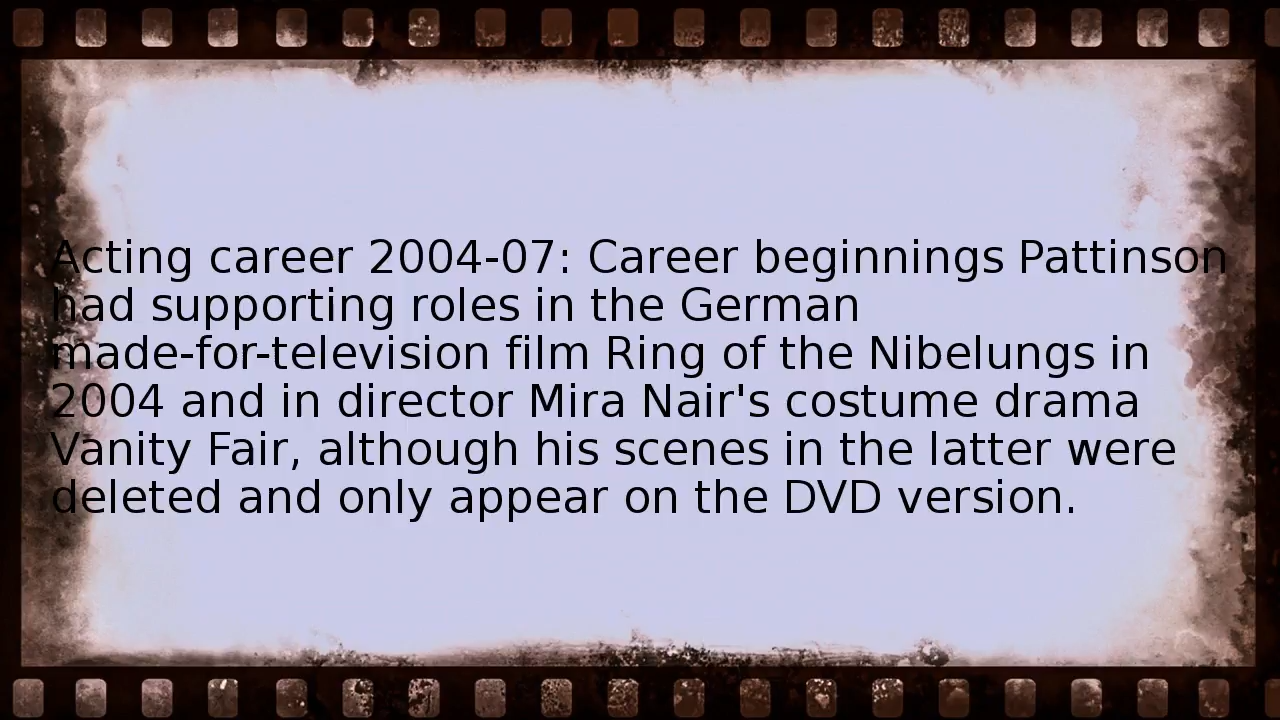 Acting career 2004-07: Career beginnings Pattinson
had supporting roles in the German
made-for-television film Ring of the Nibelungs in
2004 and in director Mira Nair's costume drama
Vanity Fair, although his scenes in the latter were
deleted and only appear on the DVD version.